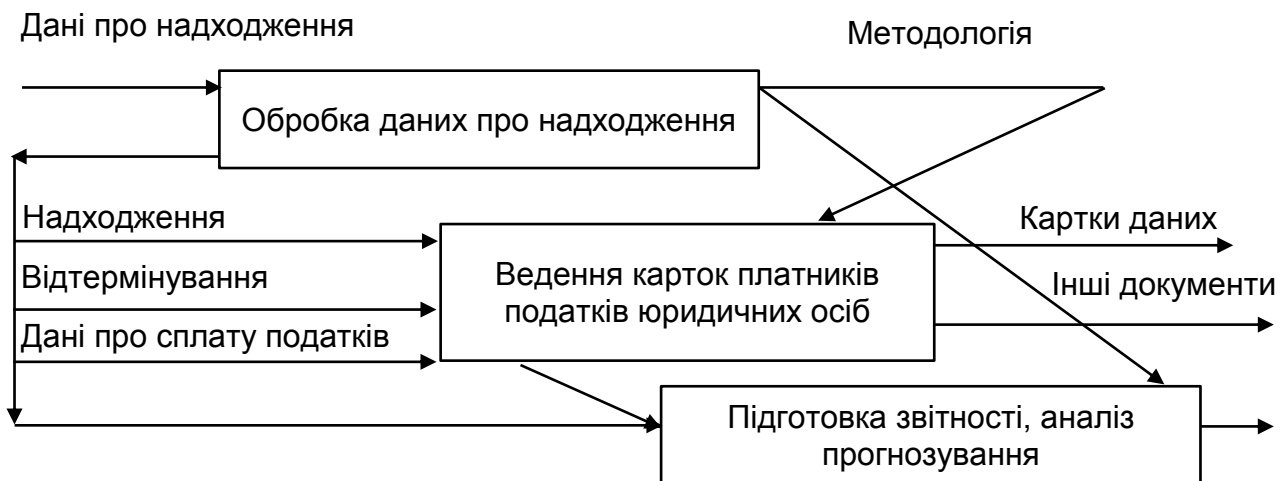 Дані про надходження
Методологія
Обробка даних про надходження
Надходження
Картки даних
Відтермінування
Ведення карток платників
податків юридичних осіб
Інші документи
Дані про сплату податків
Підготовка звітності, аналіз
прогнозування